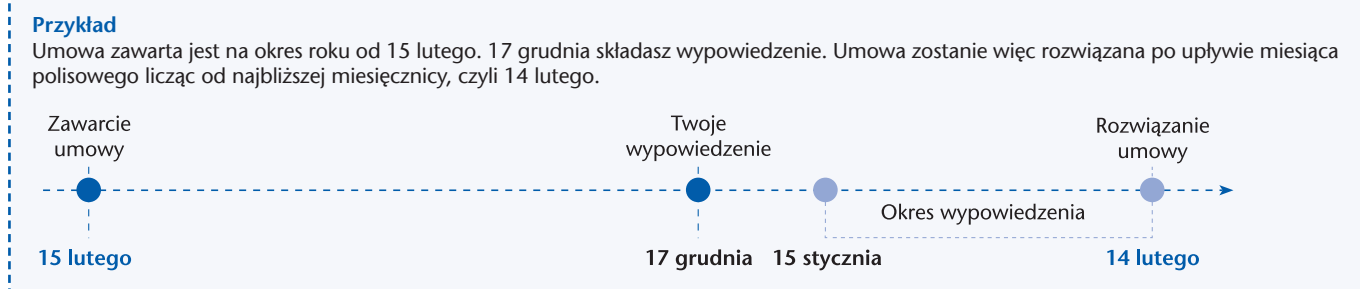 Przykład
Umowa zawarta jest na okres roku od 15 lutego. 17 grudnia składasz wypowiedzenie. Umowa zostanie więc rozwiązana po upływie miesiąca
polisowego licząc od najbliższej miesięcznicy, czyli 14 lutego.
Zawarcie
umowy
Twoje
wypowiedzenie
Rozwiązanie
umowy
Okres wypowiedzenia
15 lutego
17 grudnia
15 stycznia
14 lutego